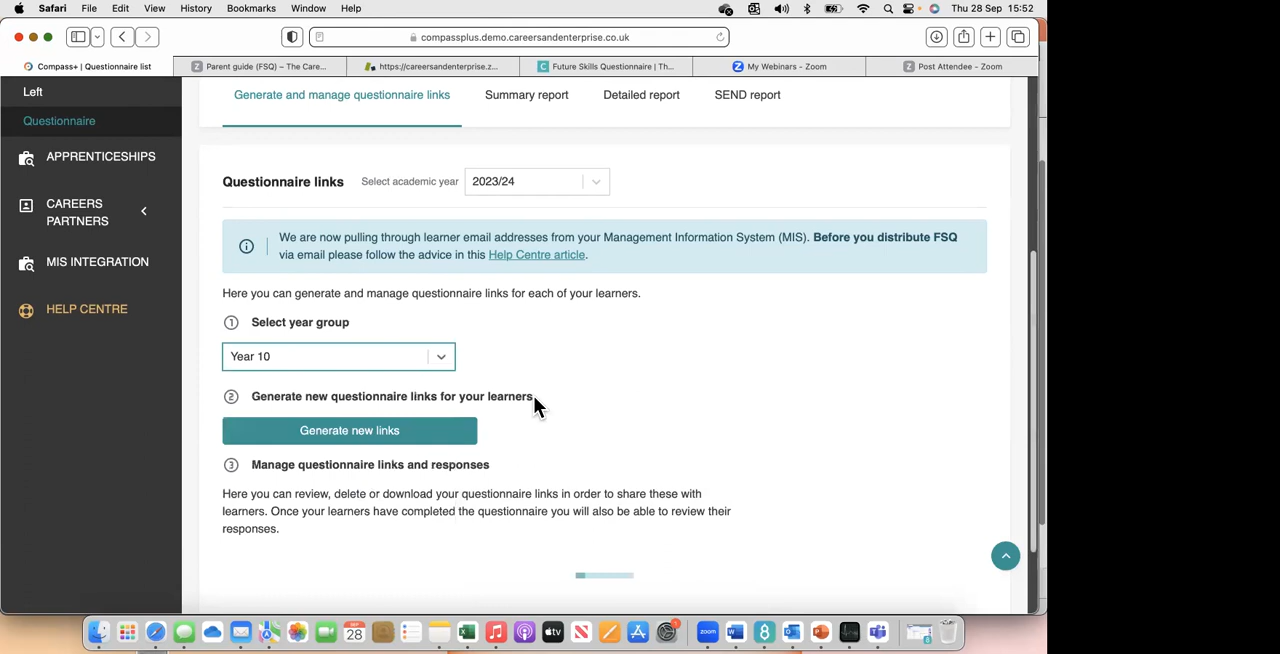 Safari File Edit View History Bookmarks Window Help Thu 28 Sep 15:52
compassplus.demo.careersandenterprise.co.uk
Compass+ | Questionnaire list
Parent guide (FSQ) – The Care...
https://careersandenterprise.z...
Future Skills Questionnaire | Th...
My Webinars - Zoom
Post Attendee - Zoom
Left
Questionnaire
APPRENTICESHIPS
CAREERS
PARTNERS
MIS INTEGRATION
HELP CENTRE
Generate and manage questionnaire links Summary report Detailed report SEND report
Questionnaire links Select academic year 2023/24
We are now pulling through learner email addresses from your Management Information System (MIS). Before you distribute FSQ
via email please follow the advice in this Help Centre article.
Here you can generate and manage questionnaire links for each of your learners.
1 Select year group
Year 10
2 Generate new questionnaire links for your learners
Generate new links
3 Manage questionnaire links and responses
Here you can review, delete or download your questionnaire links in order to share these with
learners. Once your learners have completed the questionnaire you will also be able to review their
responses.
SEP
28
tv
zoom